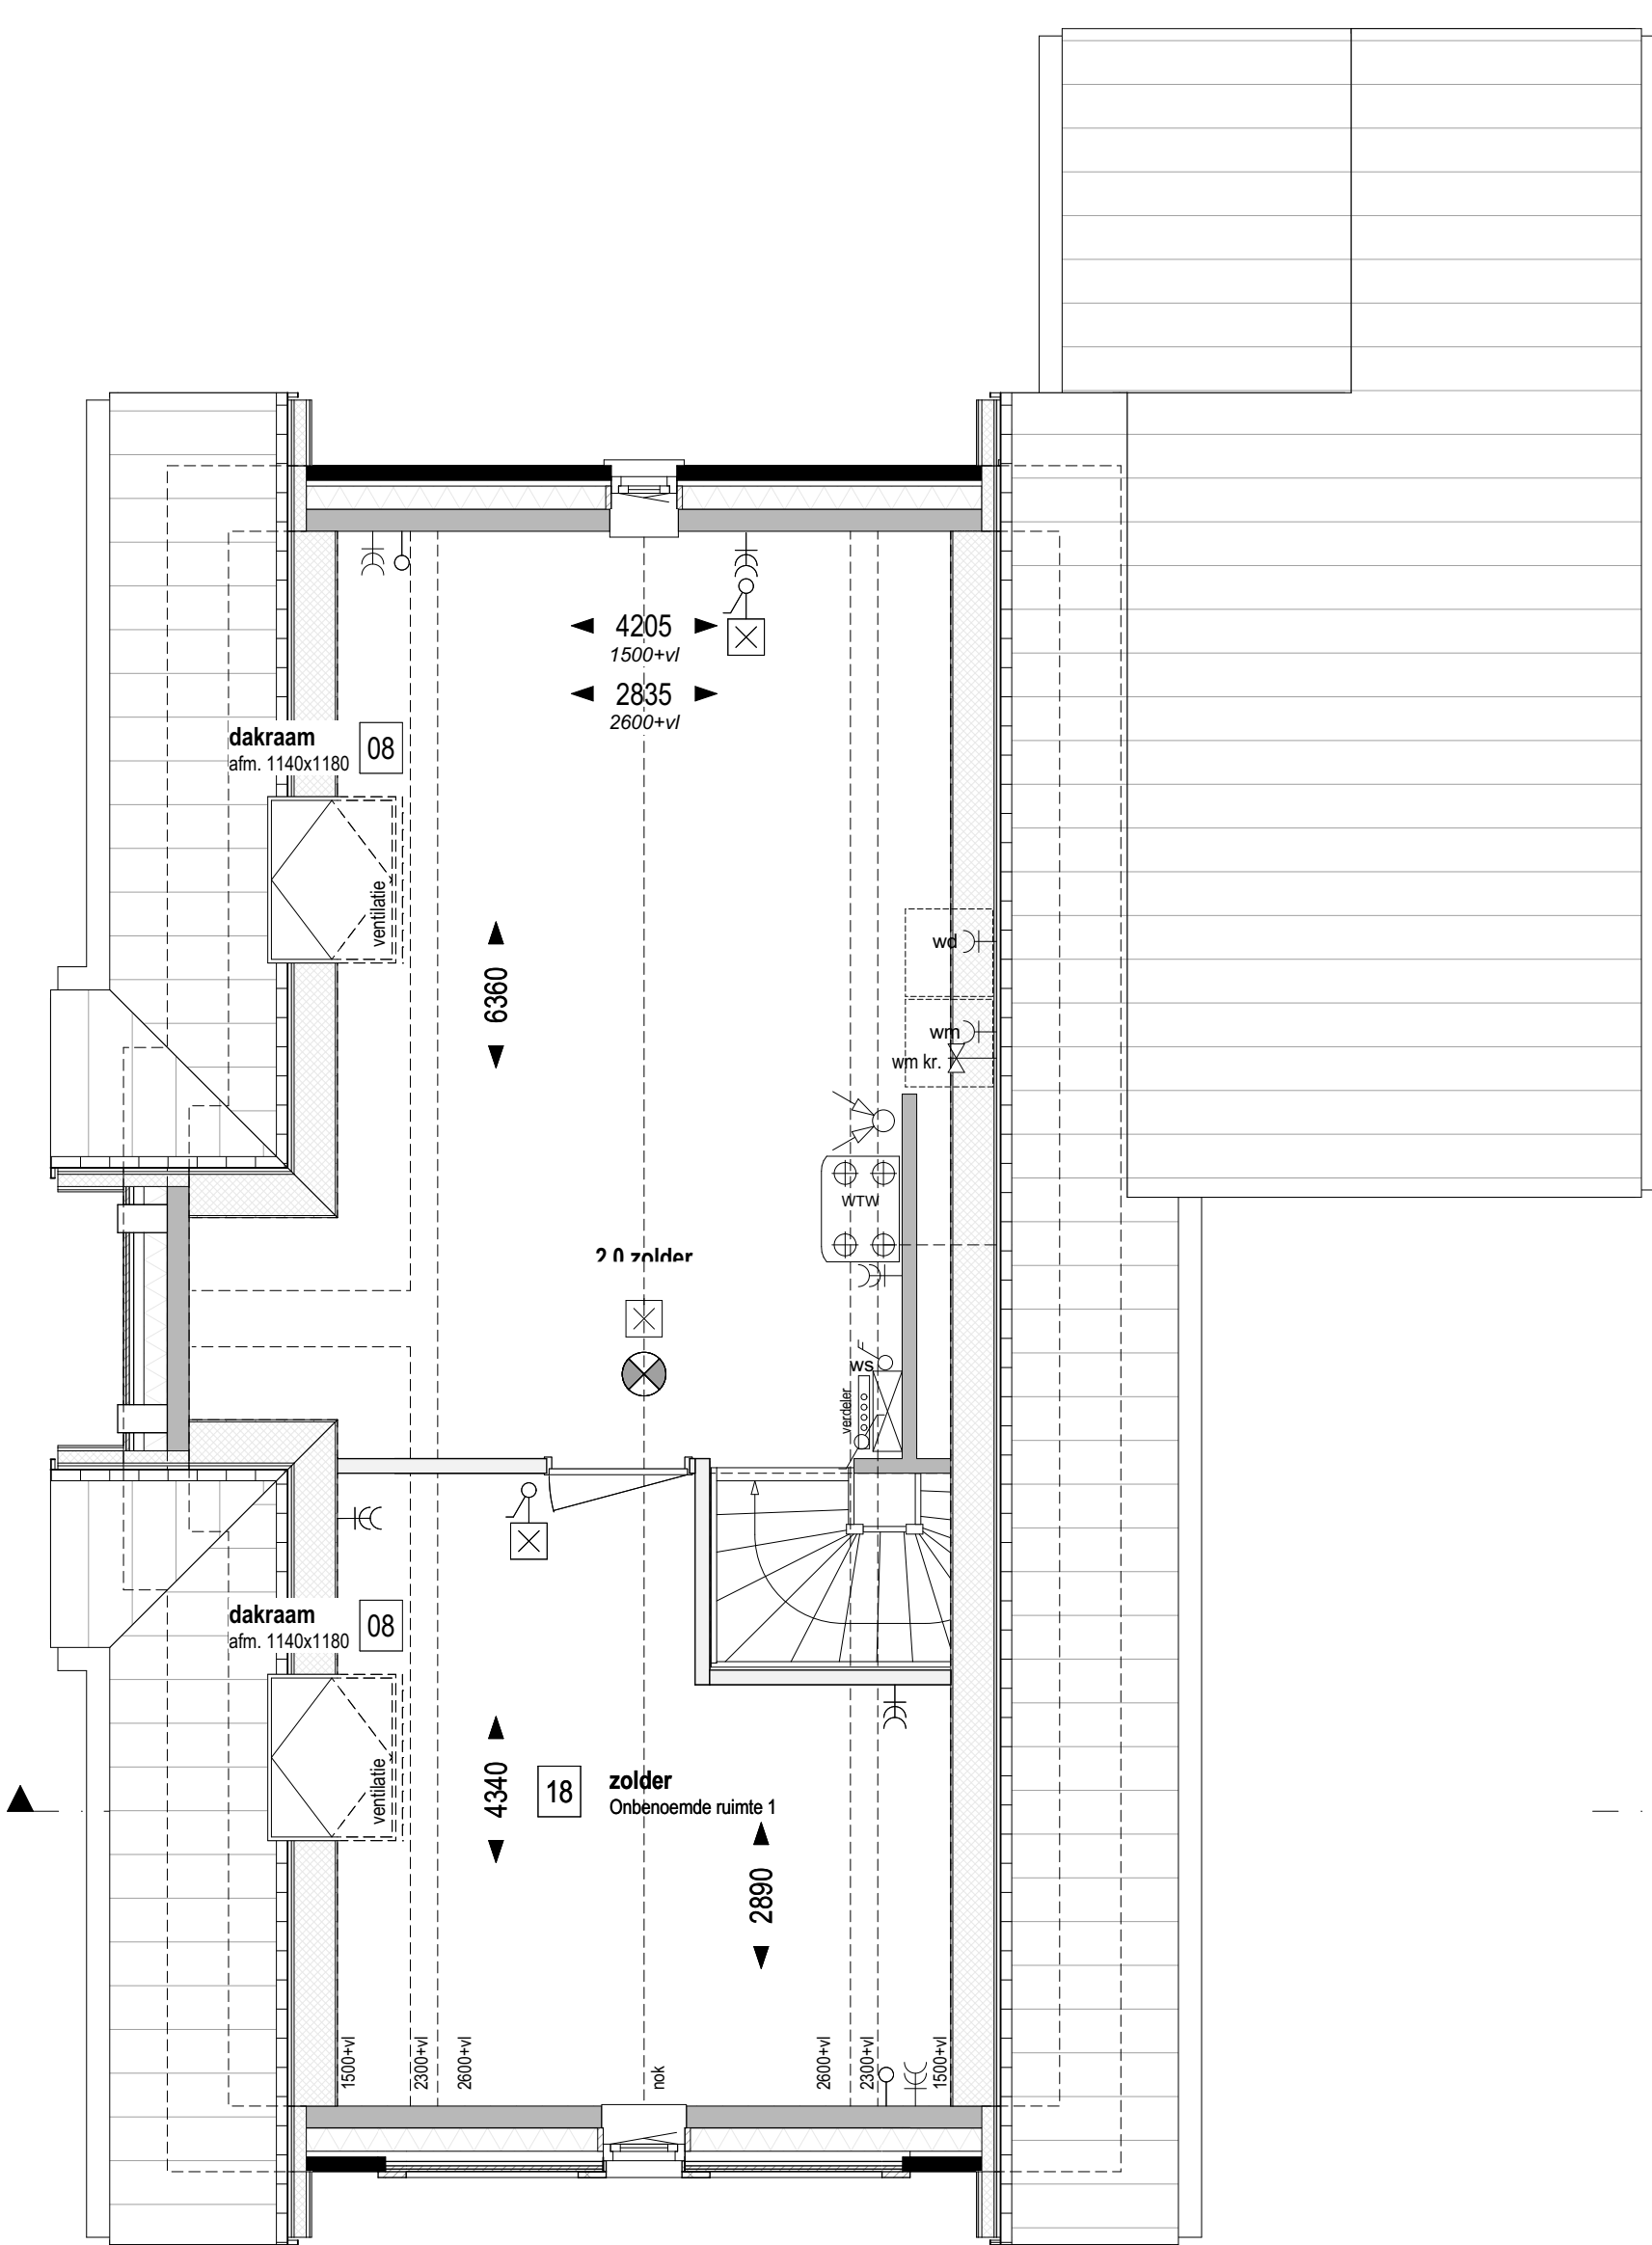 4205
1500+vl
2835
2600+vl
dakraam
afm. 1140x1180
08
ventilatie
6360
wd
wm
wm kr.
WTW
2.0 zolder
ws
verdeler
dakraam
afm. 1140x1180
08
ventilatie
4340
18
zolder
Onbenoemde ruimte 1
2890
1500+vl
2300+vl
2600+vl
nok
2600+vl
2300+vl
1500+vl